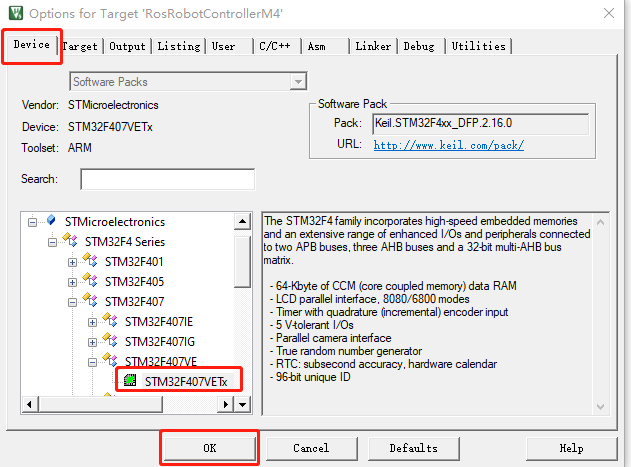 Options for Target 'RosRobotControllerM4'
Device Target Output Listing User C/C++ Asm Linker Debug Utilities
Software Packs
Vendor: STMicroelectronics
Device: STM32F407VETx
Toolset: ARM
Search:
Software Pack
Pack: Keil.STM32F4xx_DFP.2.16.0
URL: http://www.keil.com/pack/
STMicroelectronics
STM32F4 Series
STM32F401
STM32F405
STM32F407
STM32F407IE
STM32F407IG
STM32F407VE
STM32F407VETx
The STM32F4 family incorporates high-speed embedded memories
and an extensive range of enhanced I/Os and peripherals connected
to two APB buses, three AHB buses and a 32-bit multi-AHB bus
matrix.
- 64-Kbyte of CCM (core coupled memory) data RAM
- LCD parallel interface, 8080/6800 modes
- Timer with quadrature (incremental) encoder input
- 5 V-tolerant I/Os
- Parallel camera interface
- True random number generator
- RTC: subsecond accuracy, hardware calendar
- 96-bit unique ID
OK Cancel Defaults Help